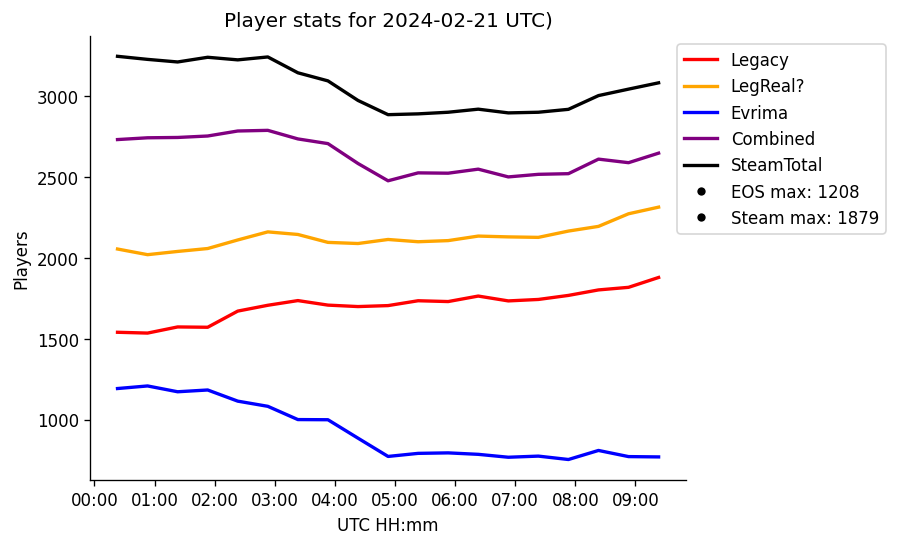 Player stats for 2024-02-21 UTC)
Legacy
LegReal?
Evrima
Combined
SteamTotal
EOS max: 1208
Steam max: 1879
Players
3000
2500
2000
1500
1000
00:00 01:00 02:00 03:00 04:00 05:00 06:00 07:00 08:00 09:00
UTC HH:mm